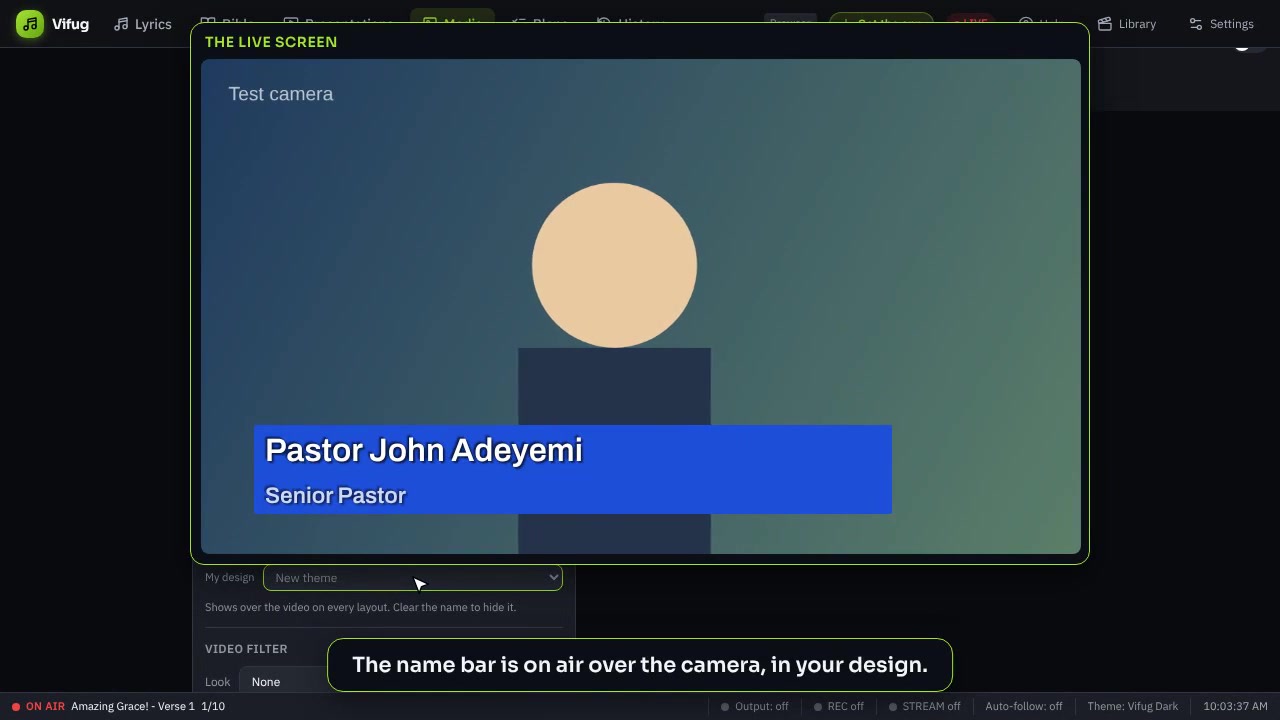 Vifug
Lyrics
Library
Settings
THE LIVE SCREEN
Test camera
Pastor John Adeyemi
Senior Pastor
My design
New theme
Shows over the video on every layout. Clear the name to hide it.
VIDEO FILTER
Look
None
The name bar is on air over the camera, in your design.
ON AIR Amazing Grace! - Verse 1 1/10
Output: off
REC off
STREAM off
Auto-follow: off
Theme: Vifug Dark
10:03:37 AM